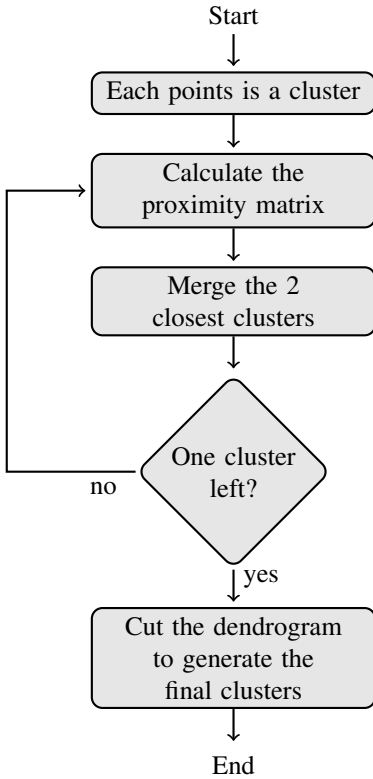 Start
Each points is a cluster
Calculate the
proximity matrix
Merge the 2
closest clusters
One cluster
left?
no
yes
Cut the dendrogram
to generate the
final clusters
End